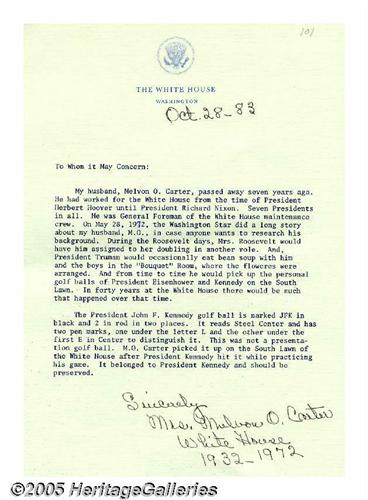 101
THE WHITE HOUSE
WASHINGTON
Oct. 28-83
To Whom it May Concern:
My husband, Melvon O. Carter, passed away seven years ago.
He had worked for the White House from the time of President
Herbert Hoover until President Richard Nixon. Seven Presidents
in all. He was General Foreman of the White House maintenance
crew. On May 28, 1972, the Washington Star did a long story
about my husband, M.O., in case anyone wants to research his
background. During the Roosevelt days, Mrs. Roosevelt would
have him assigned to her doubling in another role. And,
President Truman would occasionally eat bean soup with him
and the boys in the "Bouquet" Room, where the floweres were
arranged. And from time to time he would pick up the personal
golf balls of President Eisenhower and Kennedy on the South
Lawn. In forty years at the White House there would be much
that happened over that time.
The President John F. Kennedy golf ball is marked JFK in
black and 2 in red in two places. It reads Steel Center and has
two pen marks, one under the letter L and the other under the
first E in Center to distinguish it. This was not a presenta-
tion golf ball. M.O. Carter picked it up on the South Lawn of
the White House after President Kennedy hit it while practicing
his game. It belonged to President Kennedy and should be
preserved.
Sincerely
Mrs. Melvon O. Carter
White House
1932-1972
©2005 HeritageGalleries